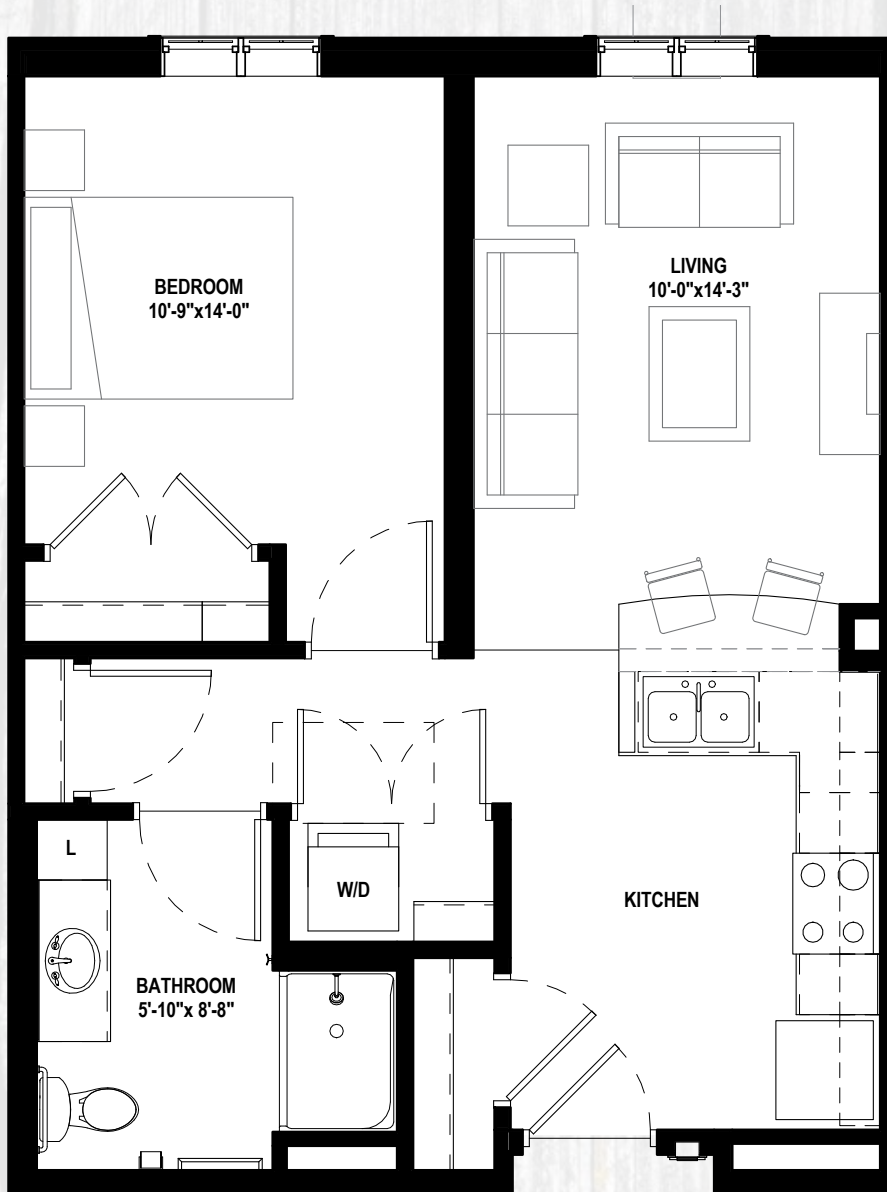 BEDROOM
10'-9"x14'-0"
LIVING
10'-0"x14'-3"
L
W/D
KITCHEN
BATHROOM
5'-10"x 8'-8"